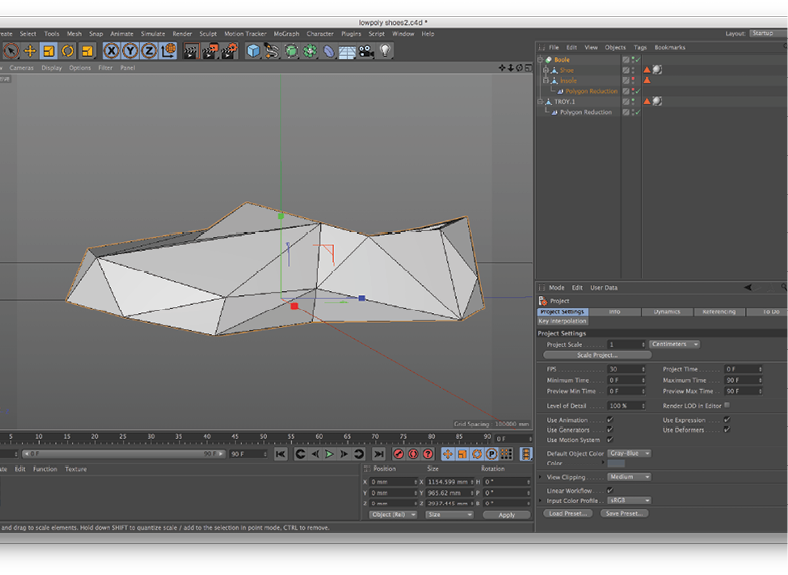 lowpoly shoes2.c4d *
Create Select Tools Mesh Snap Animate Simulate Render Sculpt Motion Tracker MoGraph Character Plugins Script Window Help
Layout: Startup
X Y Z
File Edit View Objects Tags Bookmarks
Cameras Display Options Filter Panel
Boole
Shoe
Polygon Reduction
TROY.1
Polygon Reduction
Mode Edit User Data
Project
Project Settings Info Dynamics Referencing To Do
Key Interpolation
Project Settings
Project Scale 1 Centimeters
Scale Project...
FPS 30 Project Time 0 F
Minimum Time 0 F Maximum Time 90 F
Preview Min Time 0 F Preview Max Time 90 F
Level of Detail 100 % Render LOD in Editor
Use Animation Use Expression
Use Generators Use Deformers
Use Motion System
Default Object Color Gray-Blue
Color
View Clipping Medium
Linear Workflow
Input Color Profile sRGB
Load Preset... Save Preset...
Grid Spacing
5 10 15 20 25 30 35 40 45 50 55 60 65 70 75 80 85 90 0 F
0 F 90 F 90 F
Edit Function Texture
Position Size Rotation
X 0 mm X 1154.599 mm H 0 °
Y 0 mm Y 965.62 mm P 0 °
Z 0 mm Z 2937.445 mm B 0 °
Object (Rel) Size Apply
and drag to scale elements. Hold down SHIFT to quantize scale / add to the selection in point mode, CTRL to remove.